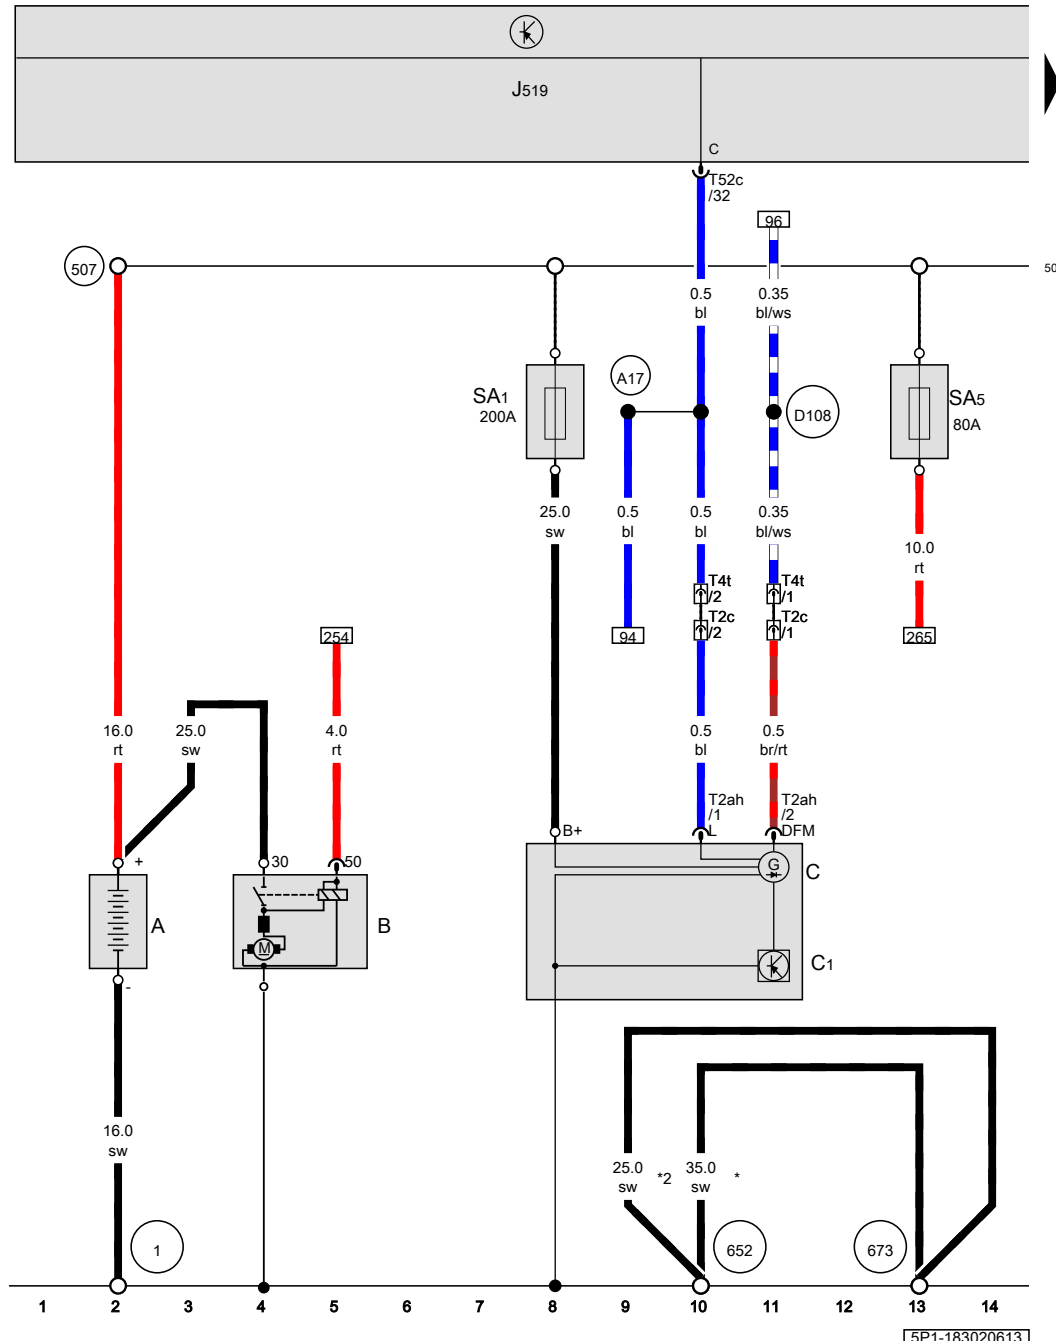 J519
C
T52c
/32
96
507
50
0.5
bl
0.35
bl/ws
A17
D108
SA1
200A
SA5
80A
25.0
sw
0.5
bl
0.5
bl
0.35
bl/ws
10.0
rt
T4t
/2
T4t
/1
T2c
/2
T2c
/1
254
94
265
16.0
rt
25.0
sw
4.0
rt
0.5
bl
0.5
br/rt
T2ah
/1
L
T2ah
/2
DFM
B+
+
30
50
G
C
A
B
M
C1
-
16.0
sw
25.0
sw
*2
35.0
sw
*
1
652
673
1 2 3 4 5 6 7 8 9 10 11 12 13 14
5P1-183020613